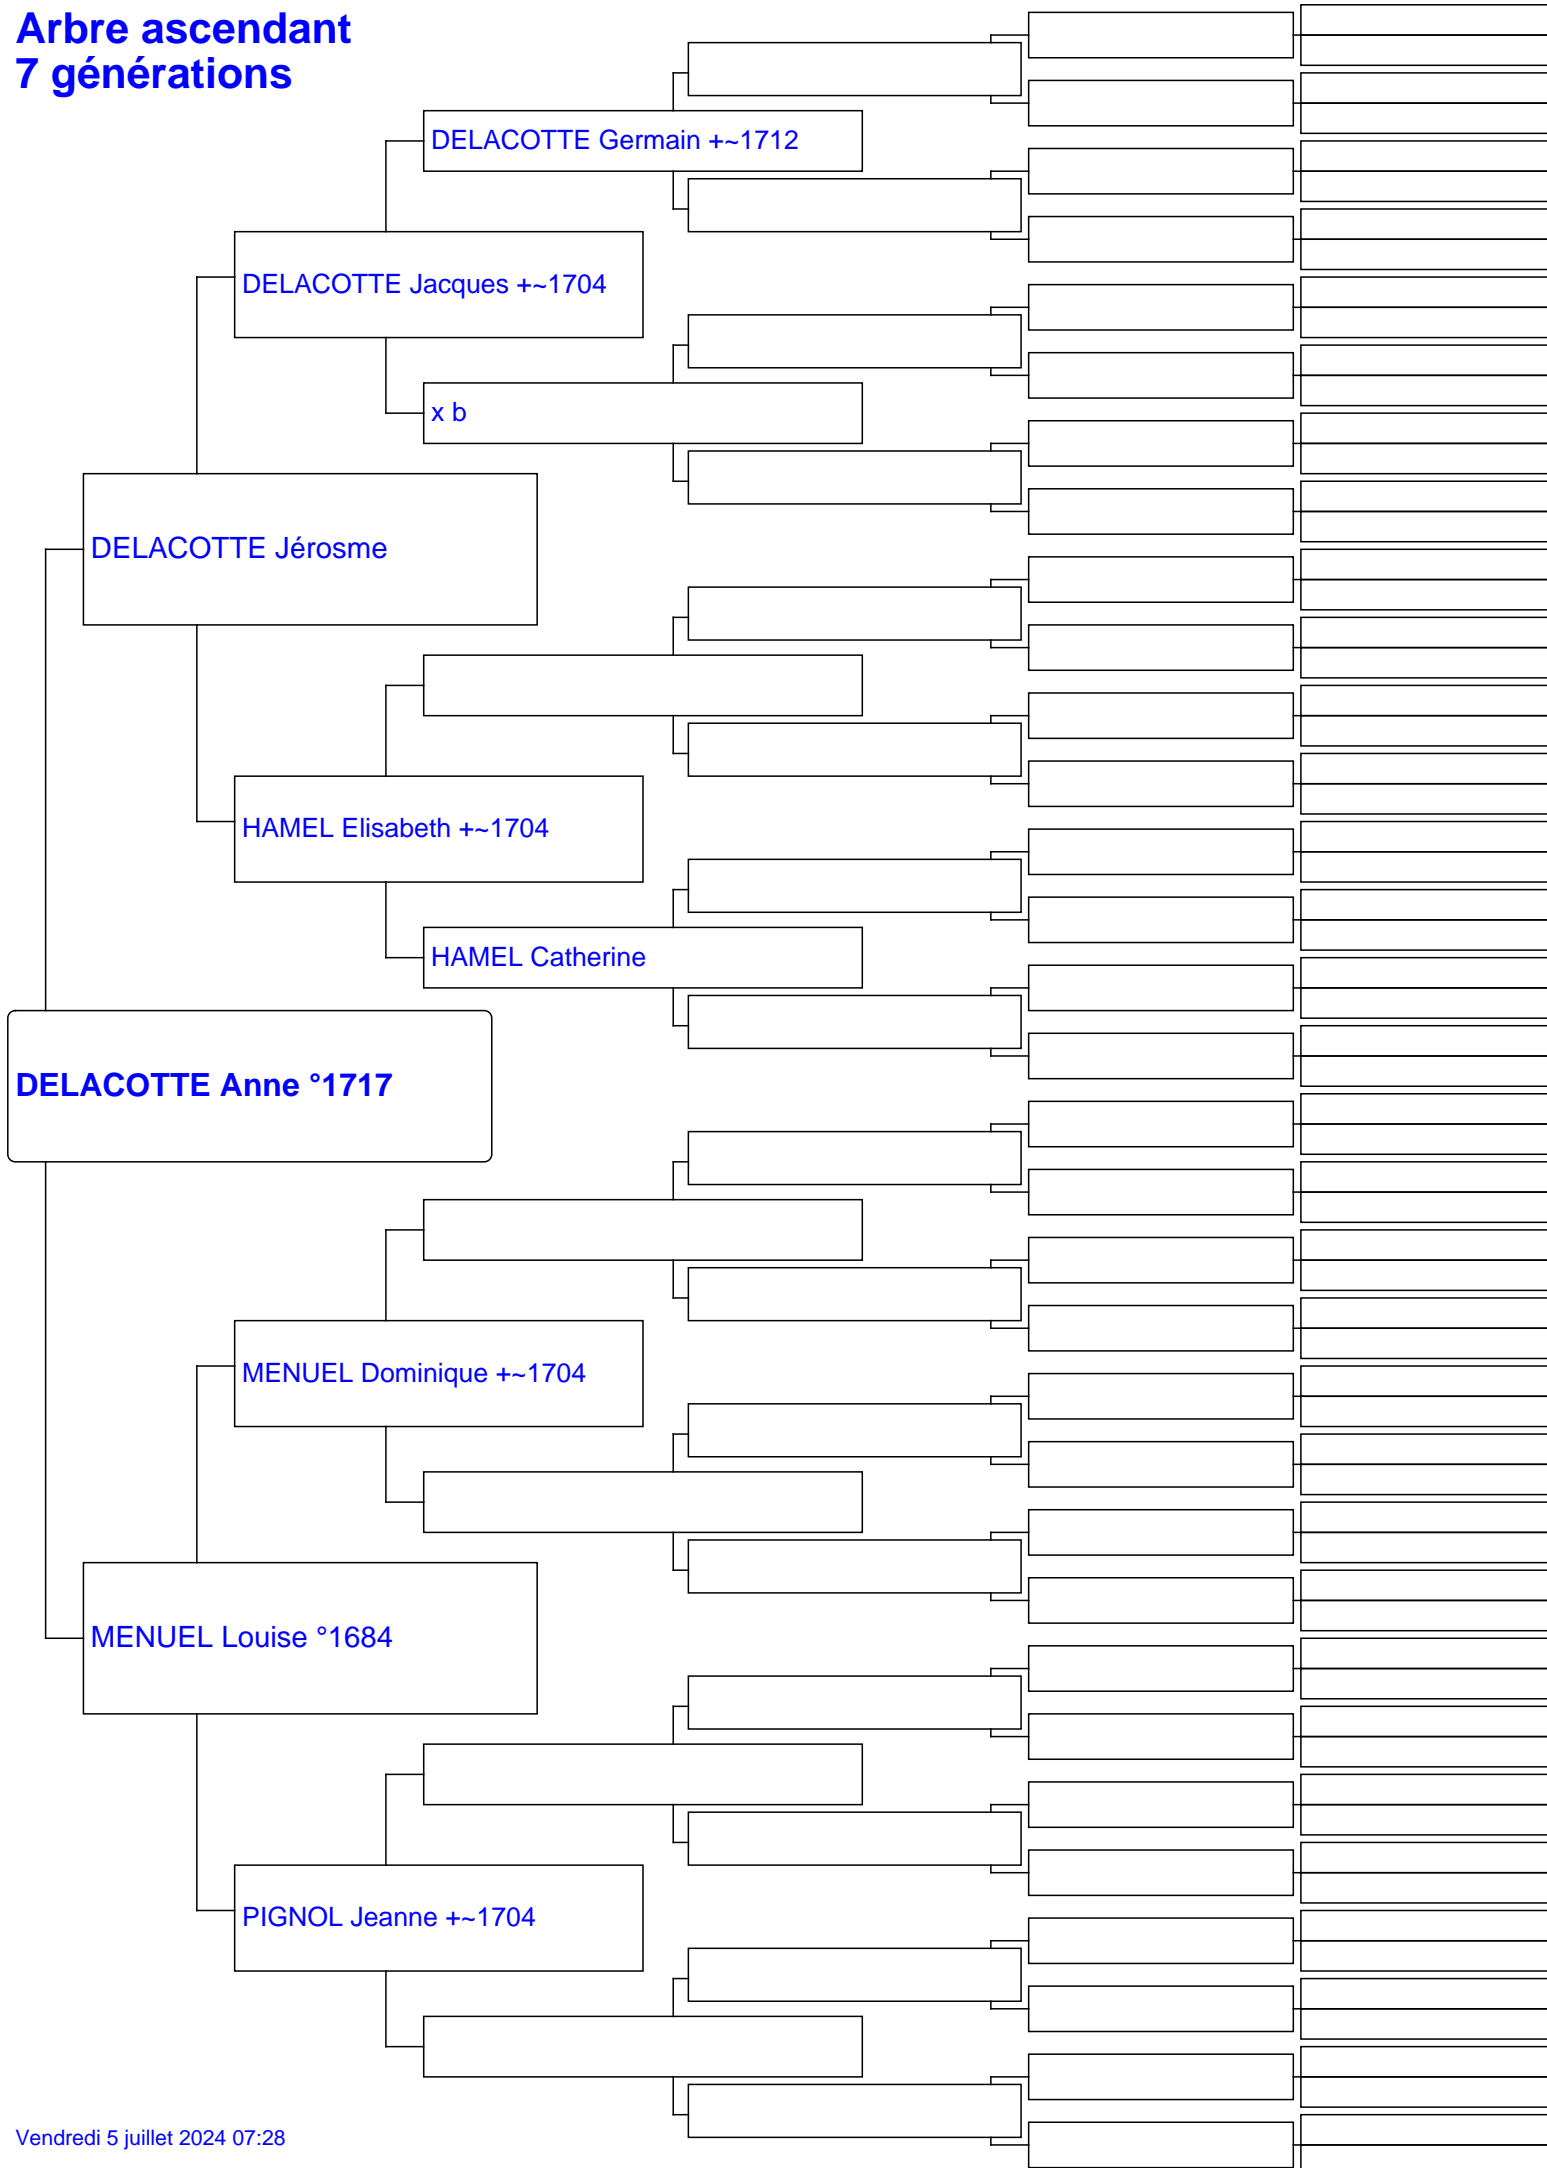 Arbre ascendant
7 générations
DELACOTTE Germain +~1712
DELACOTTE Jacques +~1704
x b
DELACOTTE Jérosme
HAMEL Elisabeth +~1704
HAMEL Catherine
DELACOTTE Anne °1717
MENUEL Dominique +~1704
MENUEL Louise °1684
PIGNOL Jeanne +~1704
Vendredi 5 juillet 2024 07:28